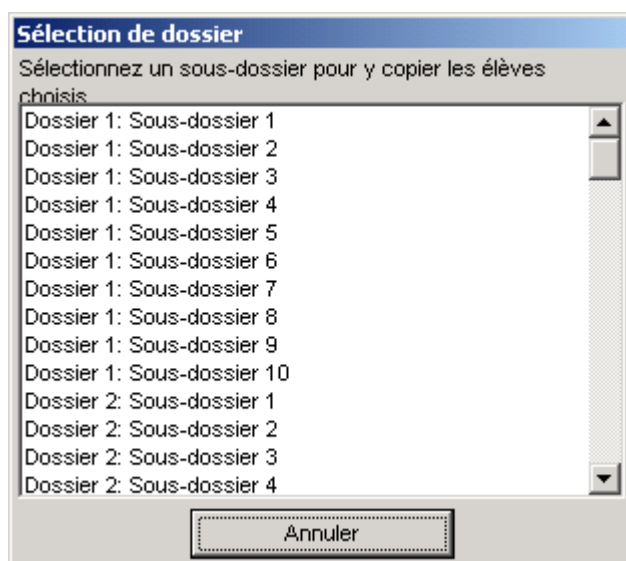 Sélection de dossier
Sélectionnez un sous-dossier pour y copier les élèves
choisis
Dossier 1: Sous-dossier 1
Dossier 1: Sous-dossier 2
Dossier 1: Sous-dossier 3
Dossier 1: Sous-dossier 4
Dossier 1: Sous-dossier 5
Dossier 1: Sous-dossier 6
Dossier 1: Sous-dossier 7
Dossier 1: Sous-dossier 8
Dossier 1: Sous-dossier 9
Dossier 1: Sous-dossier 10
Dossier 2: Sous-dossier 1
Dossier 2: Sous-dossier 2
Dossier 2: Sous-dossier 3
Dossier 2: Sous-dossier 4
Annuler